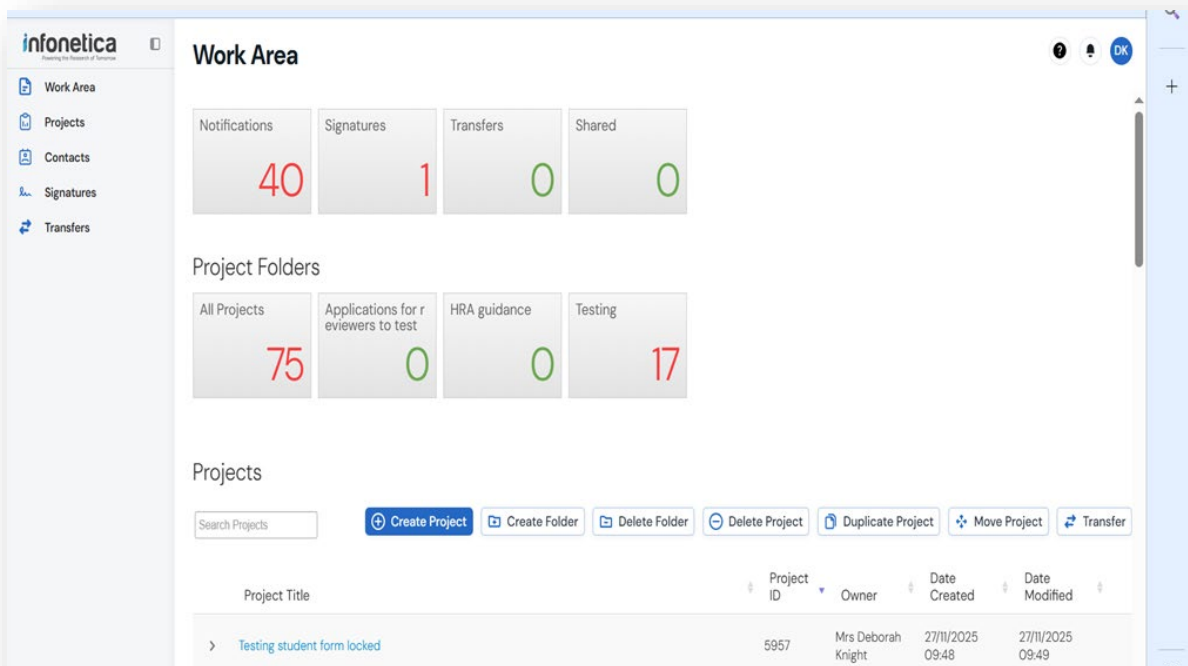 infonetica
Powering the Research of Tomorrow
Work Area
Projects
Contacts
Signatures
Transfers
Work Area
?
DK
Notifications
40
Signatures
1
Transfers
0
Shared
0
Project Folders
All Projects
75
Applications for r
eviewers to test
0
HRA guidance
0
Testing
17
Projects
Search Projects
Create Project
Create Folder
Delete Folder
Delete Project
Duplicate Project
Move Project
Transfer
Project Title
Project
ID
Owner
Date
Created
Date
Modified
Testing student form locked
5957
Mrs Deborah
Knight
27/11/2025
09:48
27/11/2025
09:49